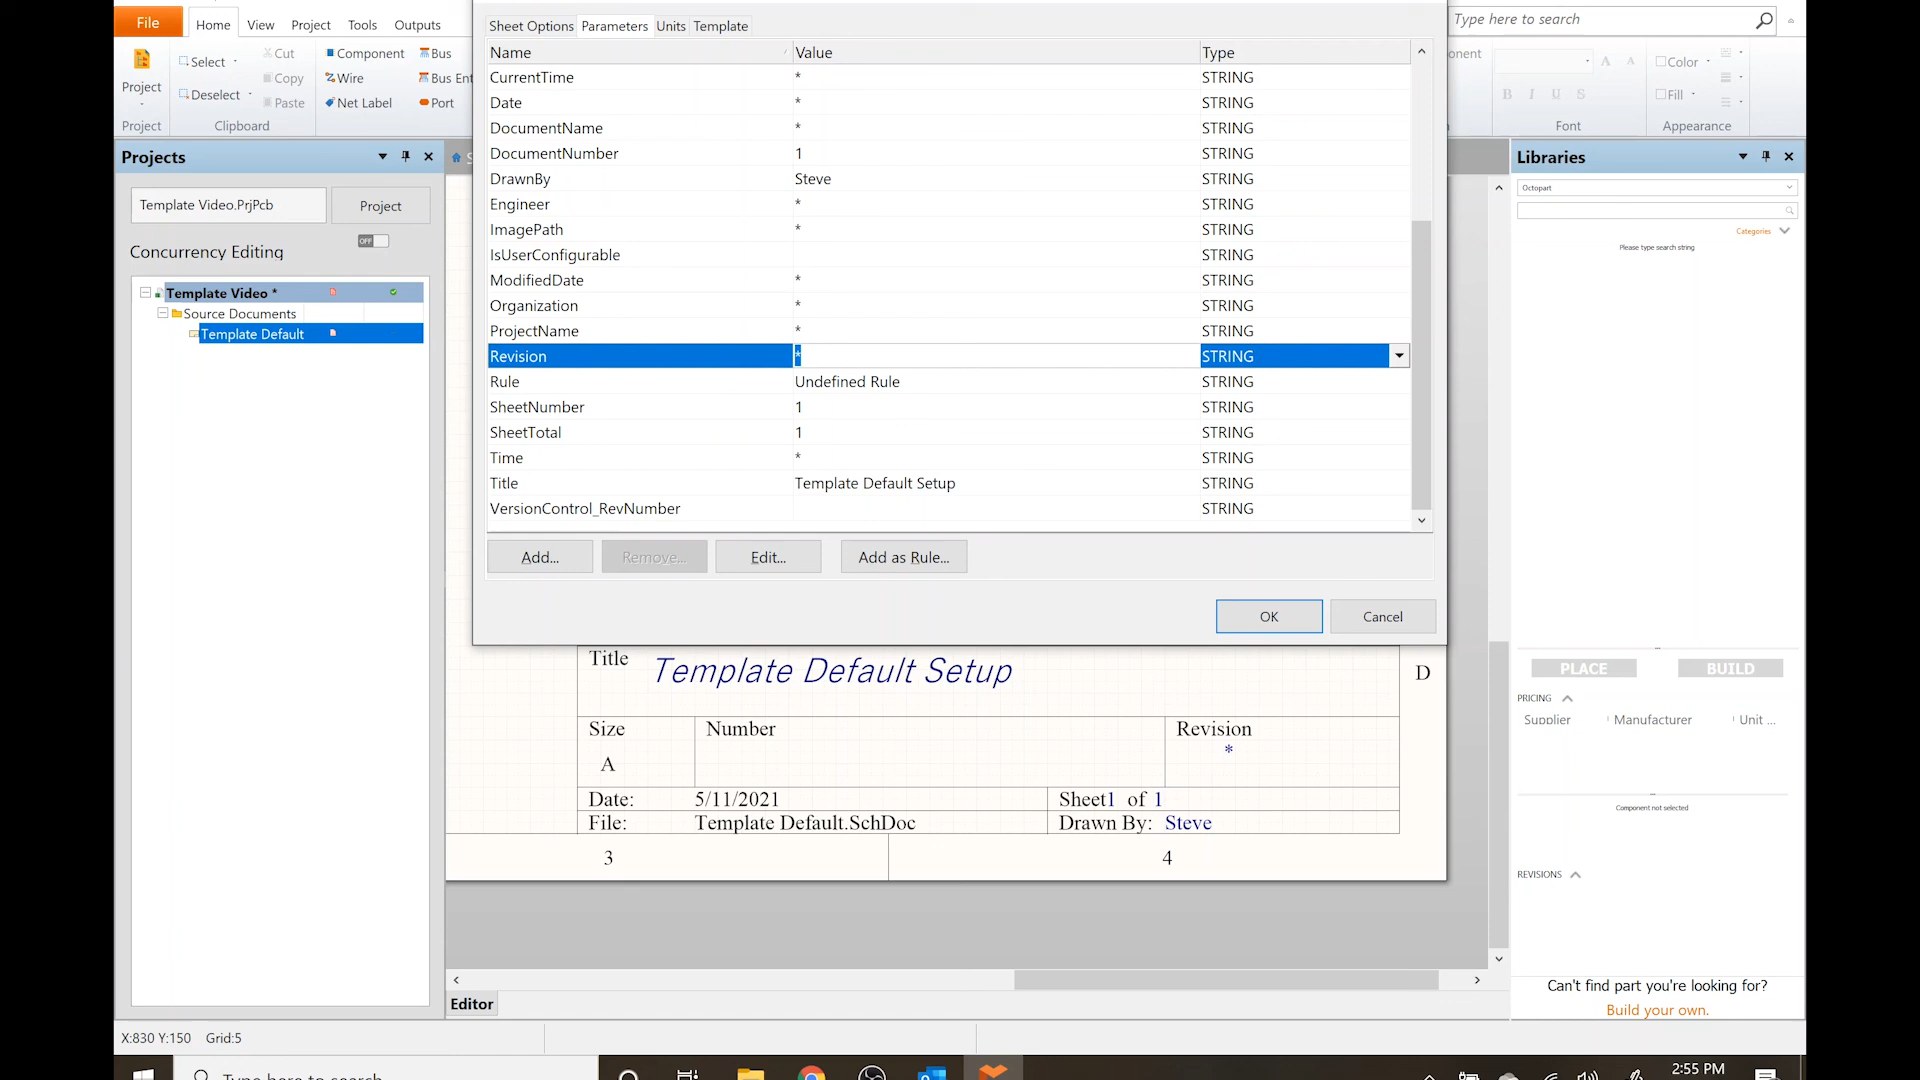 File Home View Project Tools Outputs
Type here to search
Project
Project
Select
Deselect
Cut
Copy
Paste
Clipboard
Component
Wire
Net Label
Bus
Bus Ent
Port
Sheet Options Parameters Units Template
Name Value Type
CurrentTime * STRING
Date * STRING
DocumentName * STRING
DocumentNumber 1 STRING
DrawnBy Steve STRING
Engineer * STRING
ImagePath * STRING
IsUserConfigurable STRING
ModifiedDate * STRING
Organization * STRING
ProjectName * STRING
Revision * STRING
Rule Undefined Rule STRING
SheetNumber 1 STRING
SheetTotal 1 STRING
Time * STRING
Title Template Default Setup STRING
VersionControl_RevNumber STRING
Add... Remove... Edit... Add as Rule...
OK Cancel
onent
A A
B I U S
Font
Color
Fill
Appearance
Projects
Template Video.PrjPcb Project
OFF
Concurrency Editing
Template Video *
Source Documents
Template Default
Title Template Default Setup
D
Size Number Revision
A *
Date: 5/11/2021 Sheet1 of 1
File: Template Default.SchDoc Drawn By: Steve
3 4
Editor
X:830 Y:150 Grid:5
Libraries
Octopart
Categories
Please type search string
PLACE BUILD
PRICING
Supplier Manufacturer Unit ...
Component not selected
REVISIONS
Can't find part you're looking for?
Build your own.
Type here to search
2:55 PM